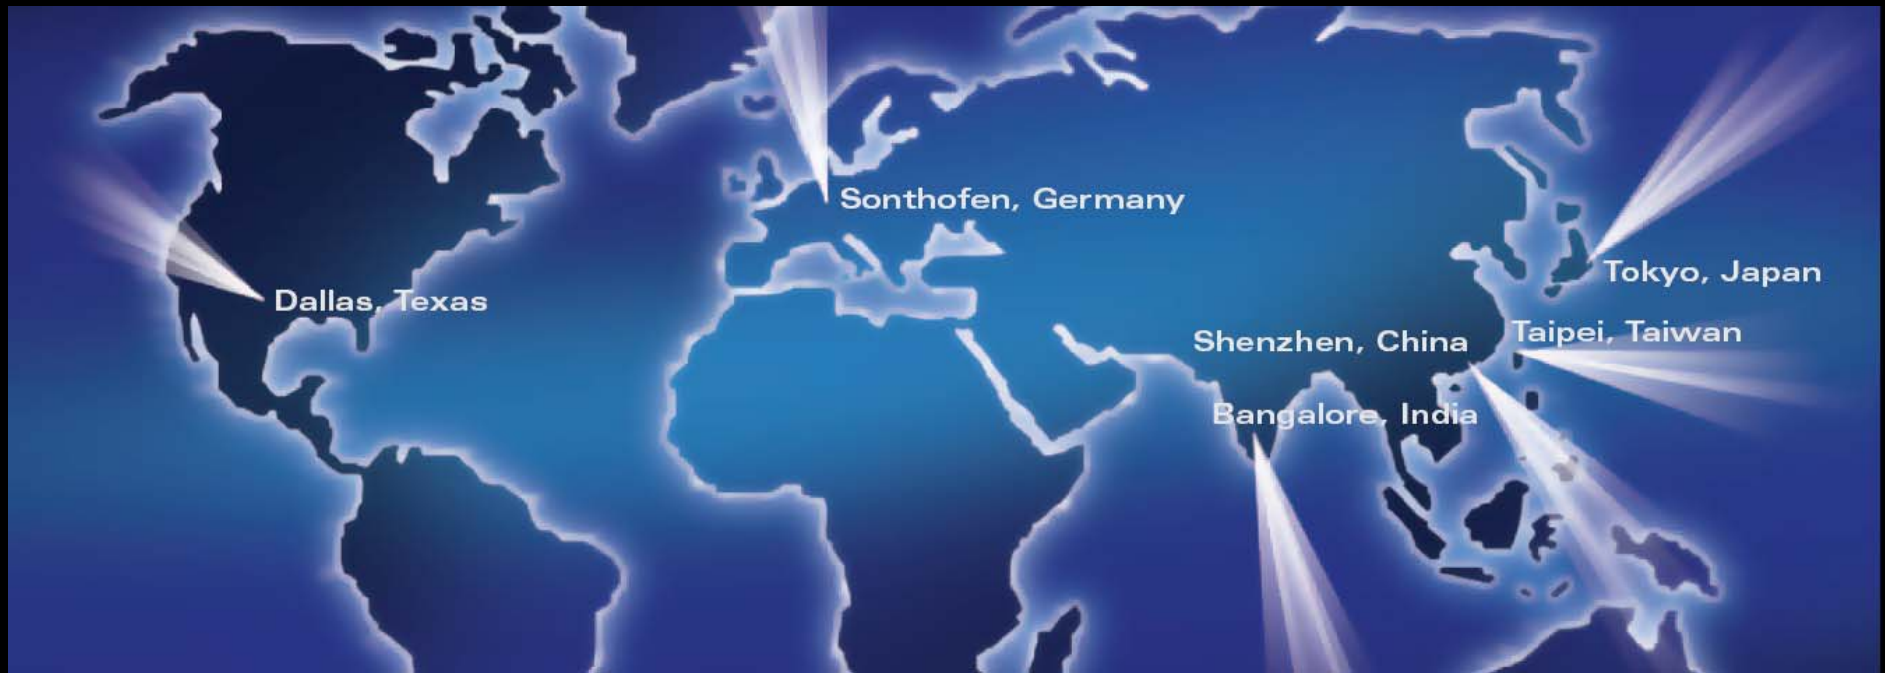 Sonthofen, Germany
Tokyo, Japan
Dallas, Texas
Taipei, Taiwan
Shenzhen, China
Bangalore, India